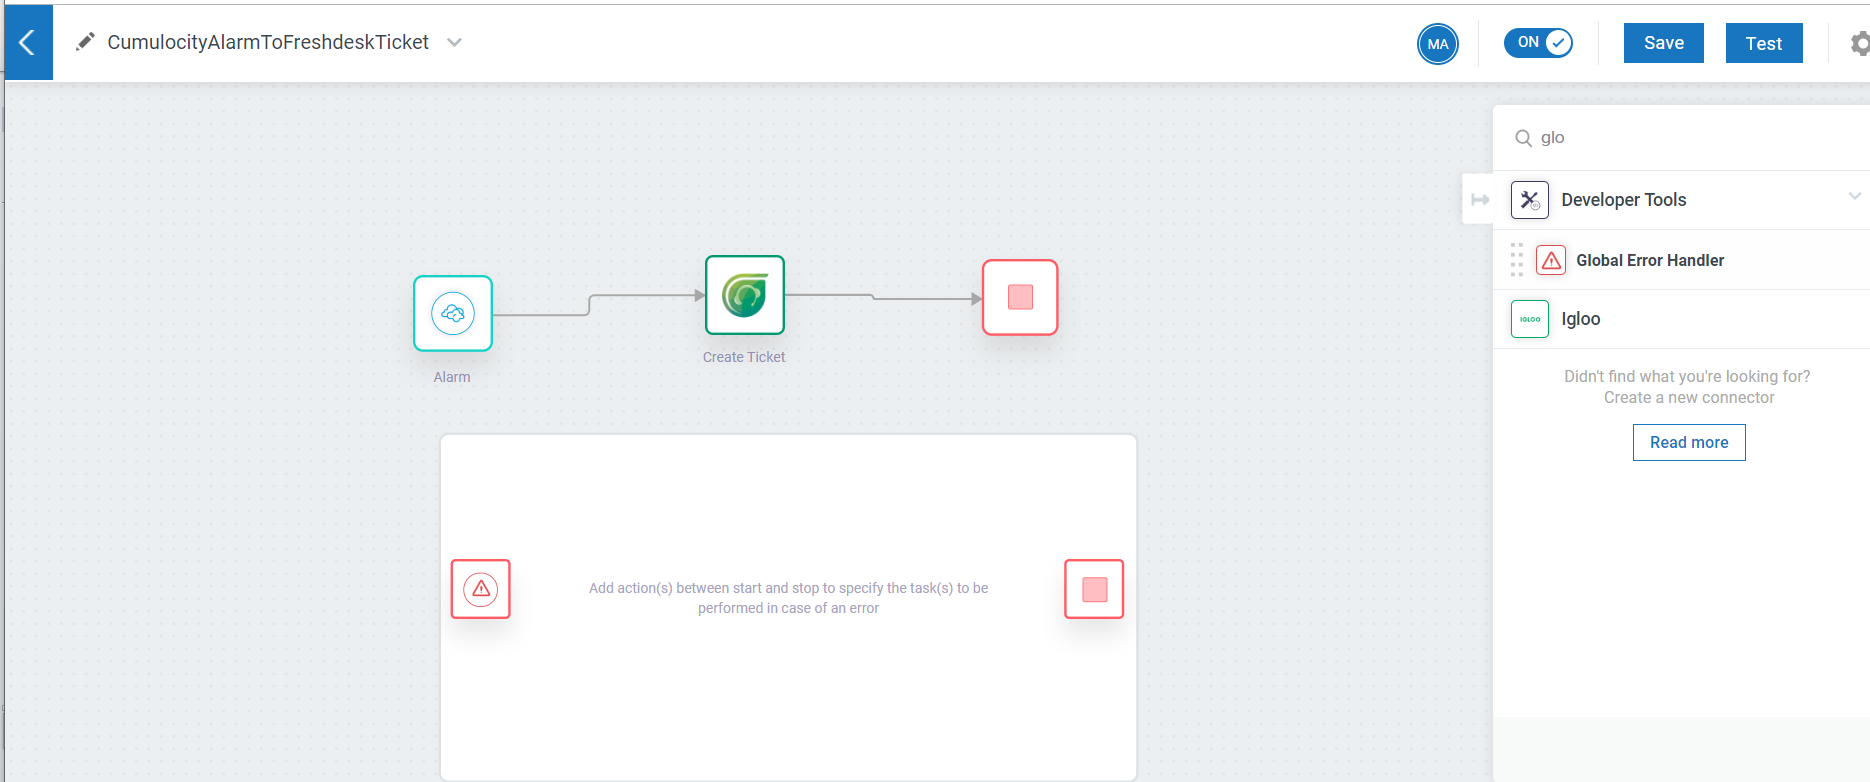 CumulocityAlarmToFreshdeskTicket
MA
ON
Save
Test
glo
Developer Tools
Global Error Handler
IGLOO
Igloo
Didn't find what you're looking for?
Create a new connector
Read more
Alarm
Create Ticket
Add action(s) between start and stop to specify the task(s) to be
performed in case of an error